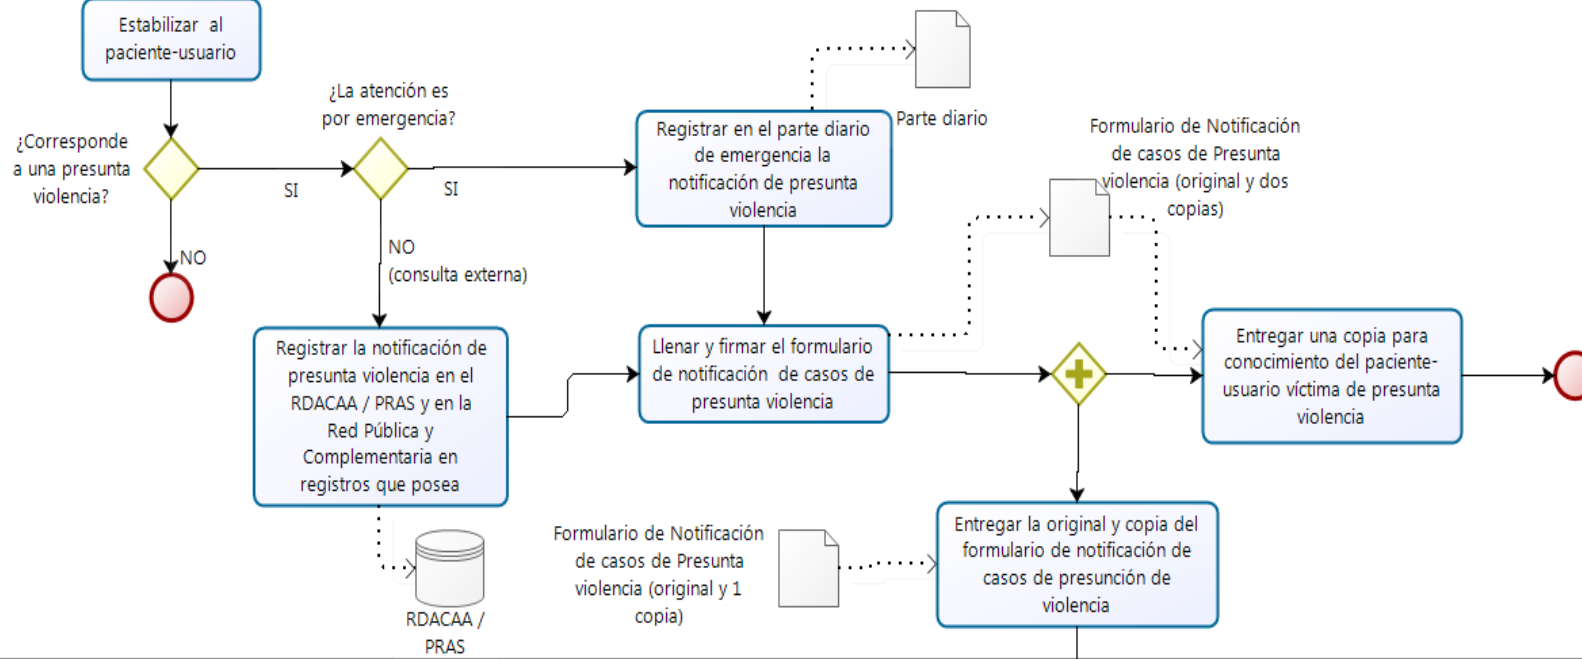 Estabilizar al
paciente-usuario
¿Corresponde
a una presunta
violencia?
SI
NO
¿La atención es
por emergencia?
SI
NO
(consulta externa)
Registrar en el parte diario
de emergencia la
notificación de presunta
violencia
Parte diario
Formulario de Notificación
de casos de Presunta
violencia (original y dos
copias)
Registrar la notificación de
presunta violencia en el
RDACAA / PRAS y en la
Red Pública y
Complementaria en
registros que posea
RDACAA /
PRAS
Llenar y firmar el formulario
de notificación de casos de
presunta violencia
Entregar una copia para
conocimiento del paciente-
usuario víctima de presunta
violencia
Formulario de Notificación
de casos de Presunta
violencia (original y 1
copia)
Entregar la original y copia del
formulario de notificación de
casos de presunción de
violencia